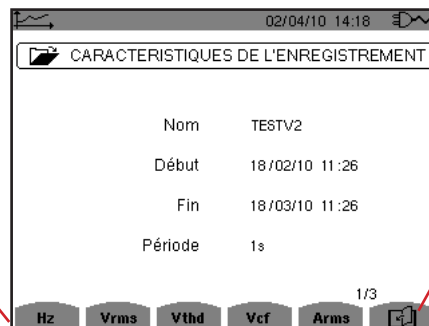 02/04/10 14:18
CARACTERISTIQUES DE L'ENREGISTREMENT
Nom TESTV2
Début 18/02/10 11:26
Fin 18/03/10 11:26
Période 1s
1/3
Hz Vrms Vthd Vcf Arms